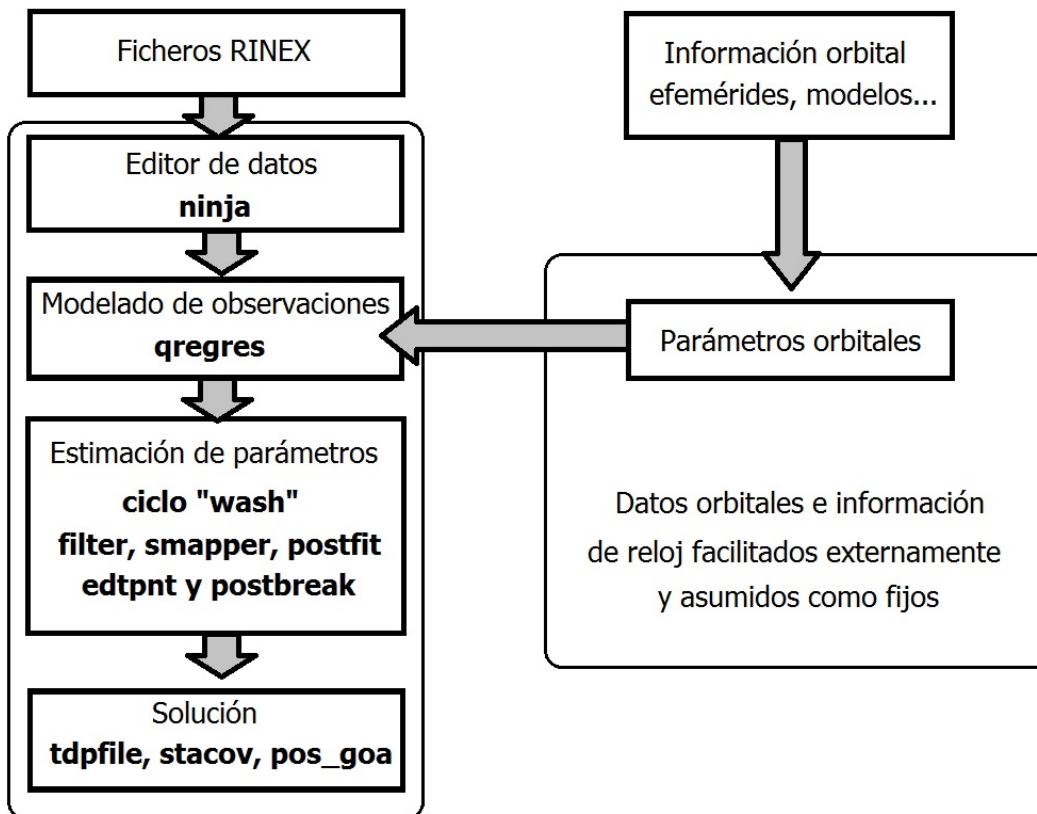 Ficheros RINEX
Editor de datos
ninja
Modelado de observaciones
qregres
Estimación de parámetros
ciclo "wash"
filter, smapper, postfit
edtpnt y postbreak
Solución
tdpfile, stacov, pos_goa
Información orbital
efemérides, modelos...
Parámetros orbitales
Datos orbitales e información
de reloj facilitados externamente
y asumidos como fijos